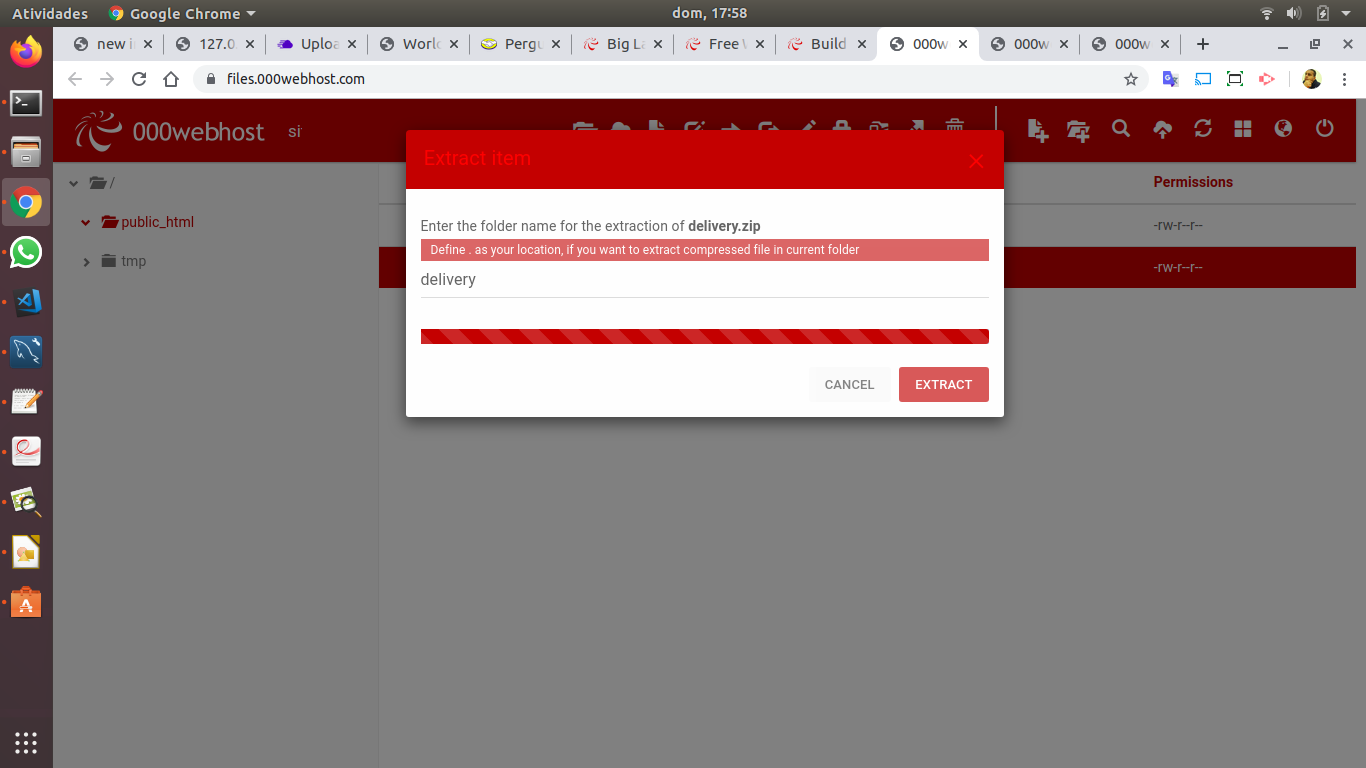 Atividades
Google Chrome
dom, 17:58
new i
127.0
Uploa
World
Pergu
Big La
Free
Build
000w
000w
000w
files.000webhost.com
000webhost
si
Extract item
/
public_html
tmp
Permissions
-rw-r--r--
-rw-r--r--
Enter the folder name for the extraction of delivery.zip
Define . as your location, if you want to extract compressed file in current folder
delivery
CANCEL
EXTRACT